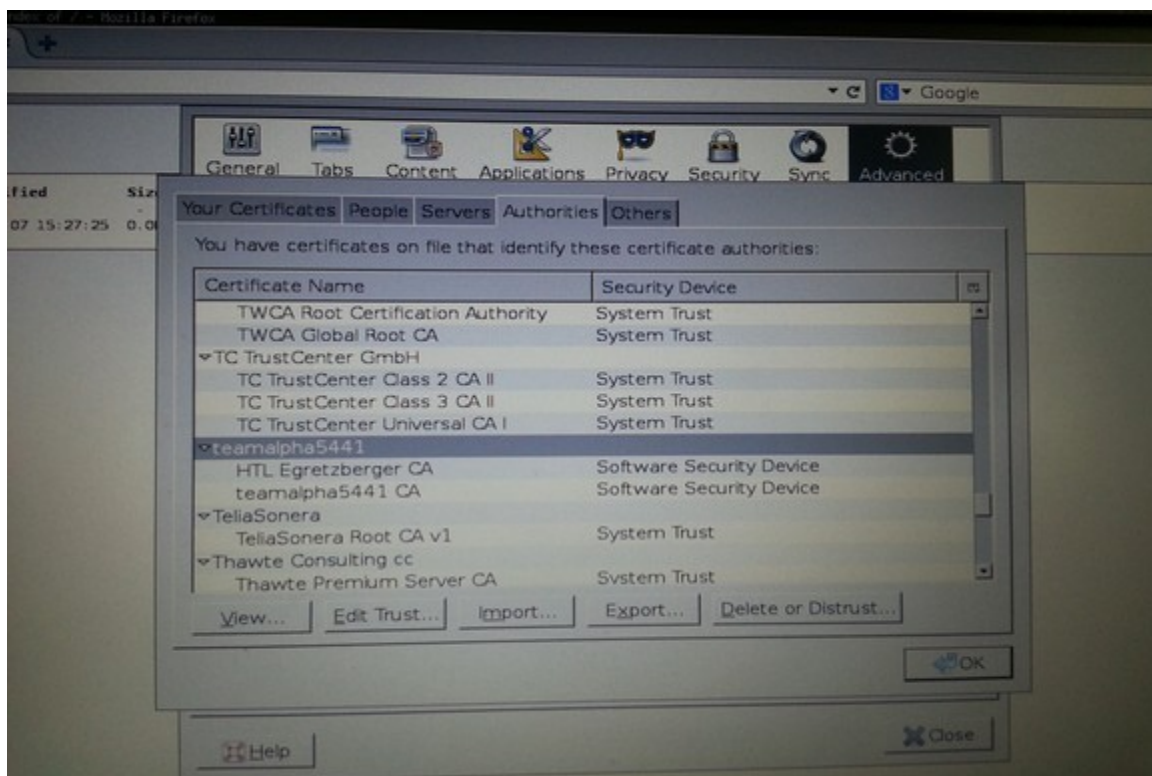 index of / - Mozilla Firefox
Google
General Tabs Content Applications Privacy Security Sync Advanced
07 15:27:25
Your Certificates People Servers Authorities Others
You have certificates on file that identify these certificate authorities:
Certificate Name Security Device
TWCA Root Certification Authority System Trust
TWCA Global Root CA System Trust
TC TrustCenter GmbH
TC TrustCenter Class 2 CA II System Trust
TC TrustCenter Class 3 CA II System Trust
TC TrustCenter Universal CA I System Trust
teamalpha5441
HTL Egretzberger CA Software Security Device
teamalpha5441 CA Software Security Device
TeliaSonera
TeliaSonera Root CA v1 System Trust
Thawte Consulting cc
Thawte Premium Server CA System Trust
View... Edit Trust... Import... Export... Delete or Distrust...
OK
Help Close